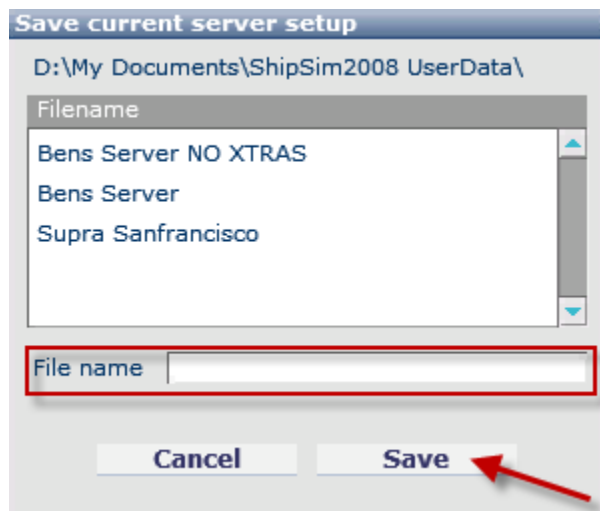 Save current server setup
D:\My Documents\ShipSim2008 UserData\
Filename
Bens Server NO XTRAS
Bens Server
Supra Sanfrancisco
File name
Cancel Save